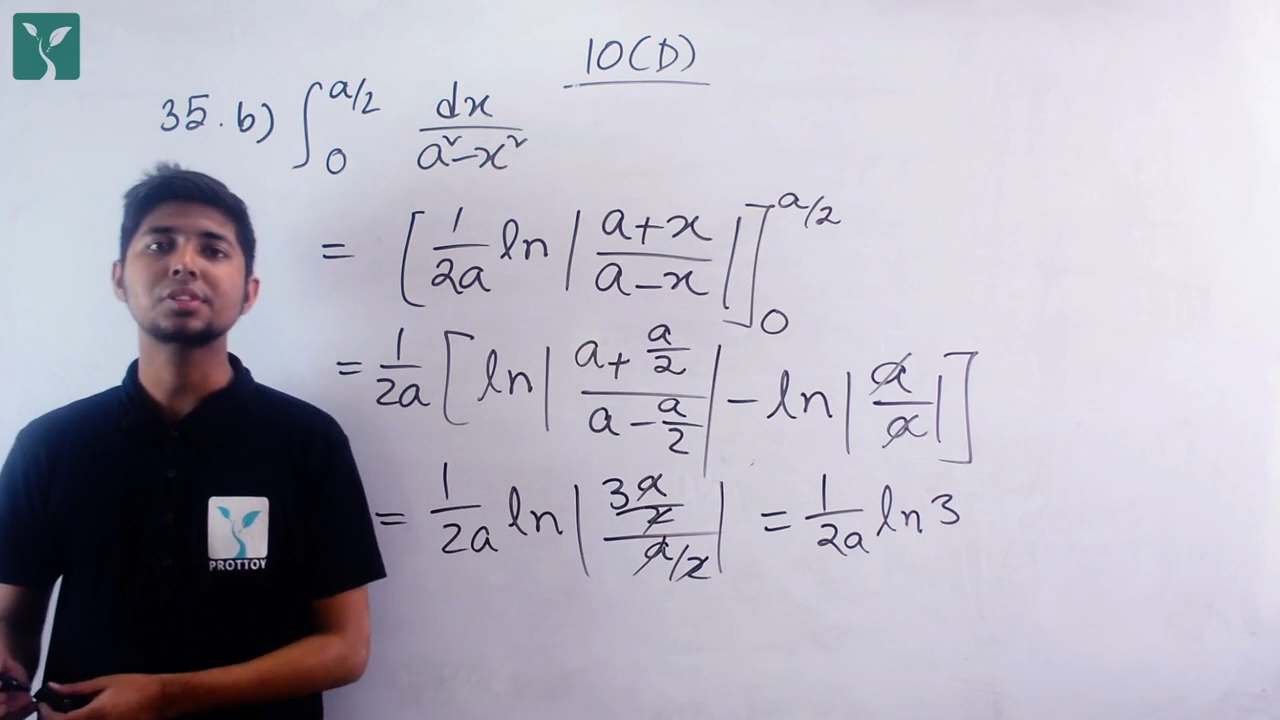 10(D)
35.b) ∫₀^{a/2} dx/(a²-x²)
= [1/2a ln |(a+x)/(a-x)|]₀^{a/2}
= 1/2a [ln |(a+a/2)/(a-a/2)| - ln |a/a|]
= 1/2a ln |(3a/2)/(a/2)| = 1/2a ln 3
PROTTOY